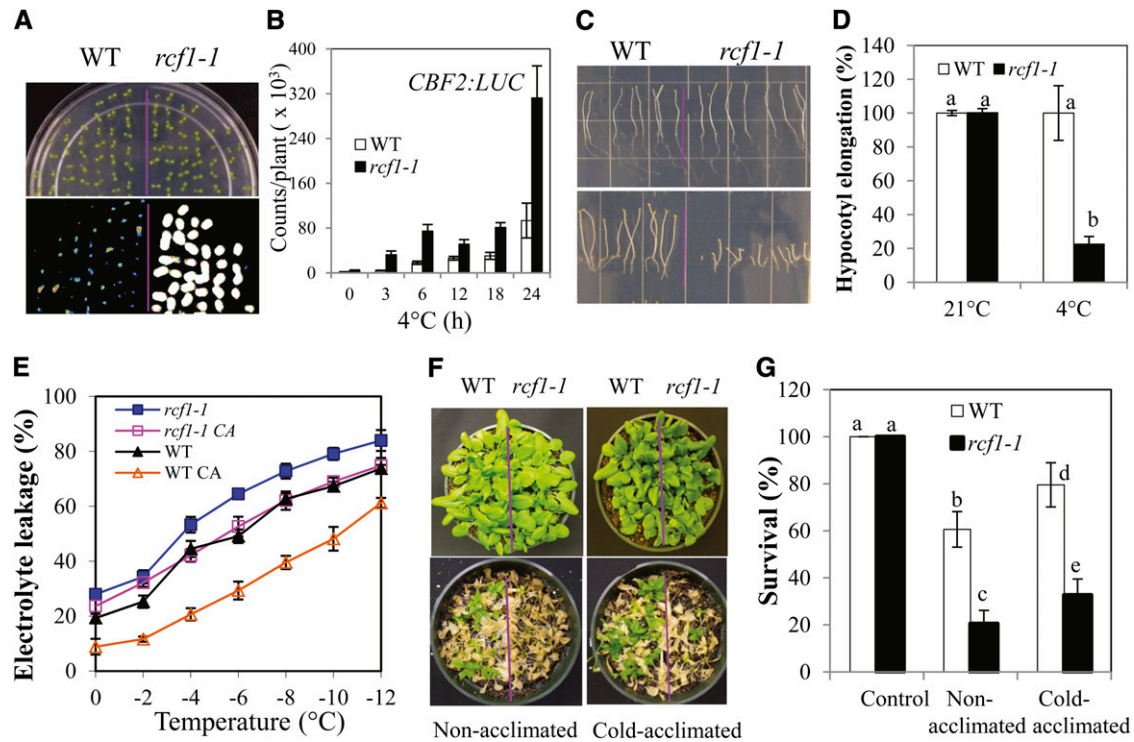 A
WT rcf1-1
B
Counts/plant ( x 10³)
400
320
240
160
80
0
CBF2:LUC
WT
rcf1-1
0 3 6 12 18 24
4°C (h)
C
WT rcf1-1
D
Hypocotyl elongation (%)
140
120
100
80
60
40
20
0
WT rcf1-1
a a a b
21°C 4°C
E
Electrolyte leakage (%)
100
80
60
40
20
0
rcf1-1
rcf1-1 CA
WT
WT CA
0 -2 -4 -6 -8 -10 -12
Temperature (°C)
F
WT rcf1-1 WT rcf1-1
Non-acclimated Cold-acclimated
G
Survival (%)
120
100
80
60
40
20
0
WT
rcf1-1
a a b c d e
Control Non- Cold-
acclimated acclimated